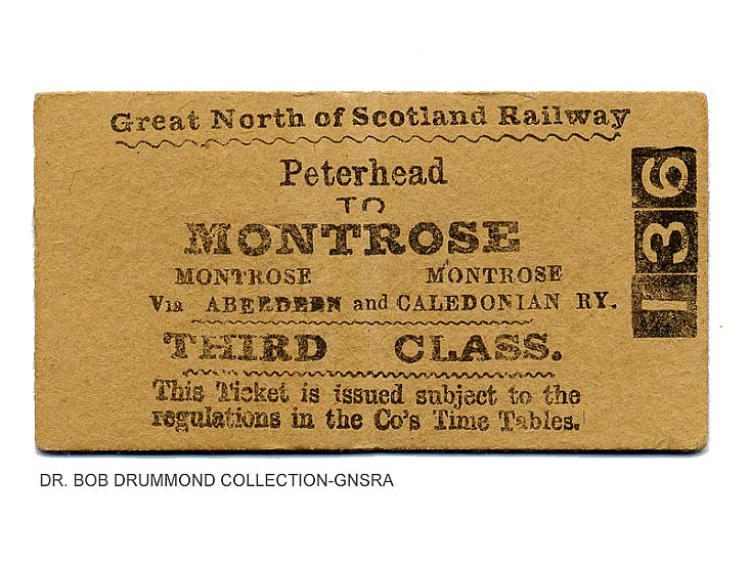 Great North of Scotland Railway
Peterhead
TO
MONTROSE
MONTROSE MONTROSE
Via ABERDEEN and CALEDONIAN RY.
THIRD CLASS.
This Ticket is issued subject to the
regulations in the Co's Time Tables.
136
DR. BOB DRUMMOND COLLECTION-GNSRA